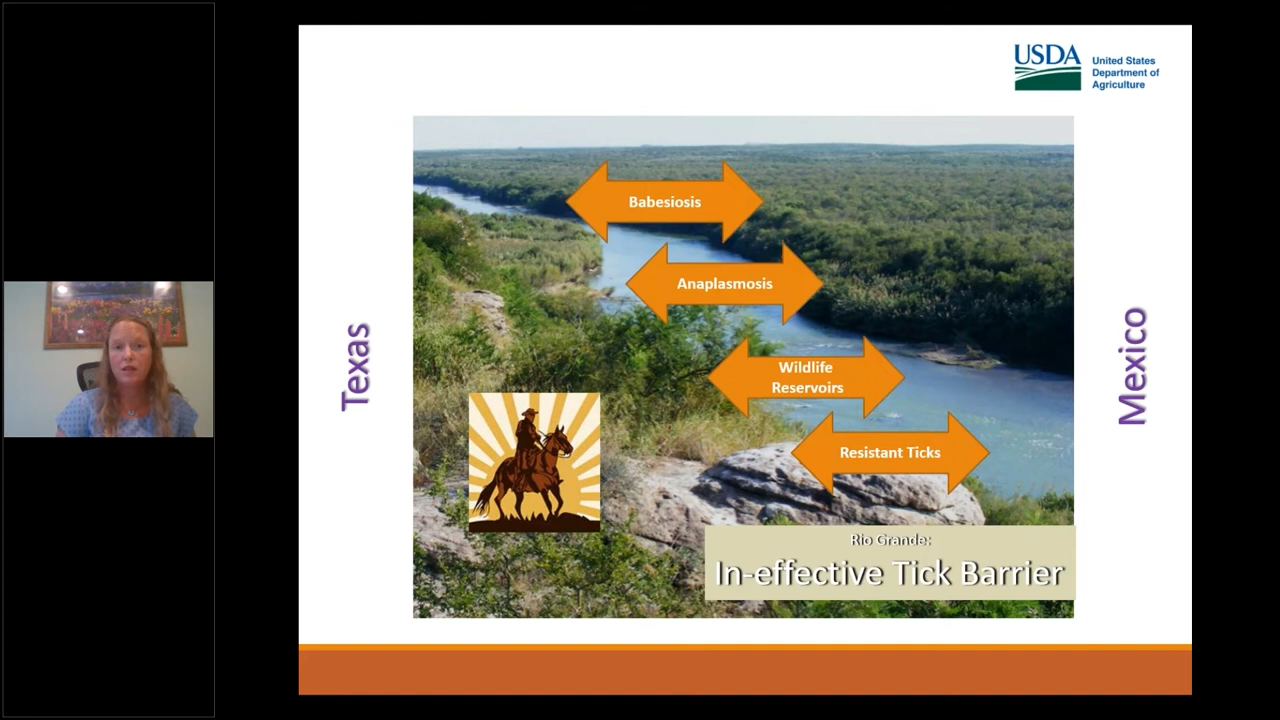 USDA
United States
Department of
Agriculture
Babesiosis
Anaplasmosis
Wildlife
Reservoirs
Resistant Ticks
Texas
Mexico
Rio Grande:
In-effective Tick Barrier